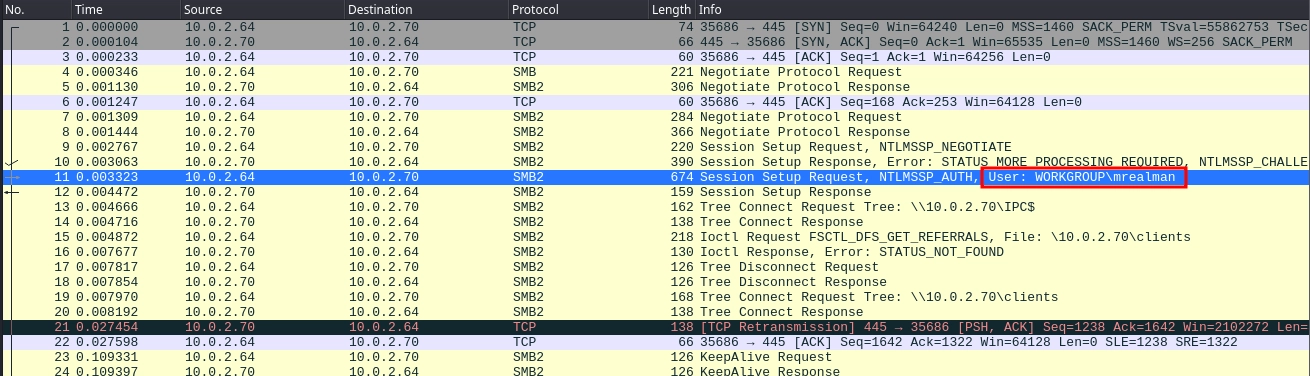 No. Time Source Destination Protocol Length Info
1 0.000000 10.0.2.64 10.0.2.70 TCP 74 35686 → 445 [SYN] Seq=0 Win=64240 Len=0 MSS=1460 SACK_PERM TSval=55862753 TSec
2 0.000104 10.0.2.70 10.0.2.64 TCP 66 445 → 35686 [SYN, ACK] Seq=0 Ack=1 Win=65535 Len=0 MSS=1460 WS=256 SACK_PERM
3 0.000233 10.0.2.64 10.0.2.70 TCP 60 35686 → 445 [ACK] Seq=1 Ack=1 Win=64256 Len=0
4 0.000346 10.0.2.64 10.0.2.70 SMB 221 Negotiate Protocol Request
5 0.001130 10.0.2.70 10.0.2.64 SMB2 306 Negotiate Protocol Response
6 0.001247 10.0.2.64 10.0.2.70 TCP 60 35686 → 445 [ACK] Seq=168 Ack=253 Win=64128 Len=0
7 0.001309 10.0.2.64 10.0.2.70 SMB2 284 Negotiate Protocol Request
8 0.001444 10.0.2.70 10.0.2.64 SMB2 366 Negotiate Protocol Response
9 0.002767 10.0.2.64 10.0.2.70 SMB2 220 Session Setup Request, NTLMSSP_NEGOTIATE
10 0.003063 10.0.2.70 10.0.2.64 SMB2 390 Session Setup Response, Error: STATUS_MORE_PROCESSING_REQUIRED, NTLMSSP_CHALLE
11 0.003323 10.0.2.64 10.0.2.70 SMB2 674 Session Setup Request, NTLMSSP_AUTH, User: WORKGROUP\mrealman
12 0.004472 10.0.2.70 10.0.2.64 SMB2 159 Session Setup Response
13 0.004666 10.0.2.64 10.0.2.70 SMB2 162 Tree Connect Request Tree: \\10.0.2.70\IPC$
14 0.004716 10.0.2.70 10.0.2.64 SMB2 138 Tree Connect Response
15 0.004872 10.0.2.64 10.0.2.70 SMB2 218 Ioctl Request FSCTL_DFS_GET_REFERRALS, File: \10.0.2.70\clients
16 0.007677 10.0.2.70 10.0.2.64 SMB2 130 Ioctl Response, Error: STATUS_NOT_FOUND
17 0.007817 10.0.2.64 10.0.2.70 SMB2 126 Tree Disconnect Request
18 0.007854 10.0.2.70 10.0.2.64 SMB2 126 Tree Disconnect Response
19 0.007970 10.0.2.64 10.0.2.70 SMB2 168 Tree Connect Request Tree: \\10.0.2.70\clients
20 0.008192 10.0.2.70 10.0.2.64 SMB2 138 Tree Connect Response
21 0.027454 10.0.2.70 10.0.2.64 TCP 138 [TCP Retransmission] 445 → 35686 [PSH, ACK] Seq=1238 Ack=1642 Win=2102272 Len=
22 0.027598 10.0.2.64 10.0.2.70 TCP 66 35686 → 445 [ACK] Seq=1642 Ack=1322 Win=64128 Len=0 SLE=1238 SRE=1322
23 0.109331 10.0.2.64 10.0.2.70 SMB2 126 KeepAlive Request
24 0.109397 10.0.2.70 10.0.2.64 SMB2 126 KeepAlive Response